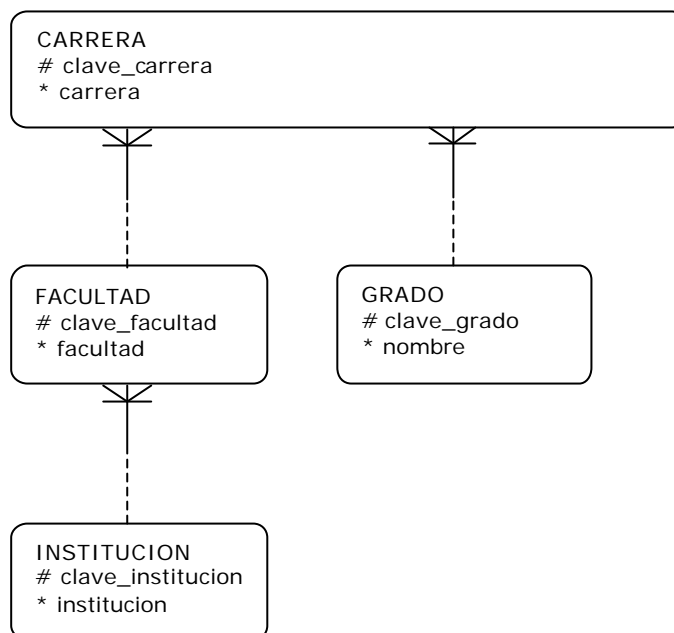 CARRERA
# clave_carrera
* carrera
FACULTAD
# clave_facultad
* facultad
GRADO
# clave_grado
* nombre
INSTITUCION
# clave_institucion
* institucion